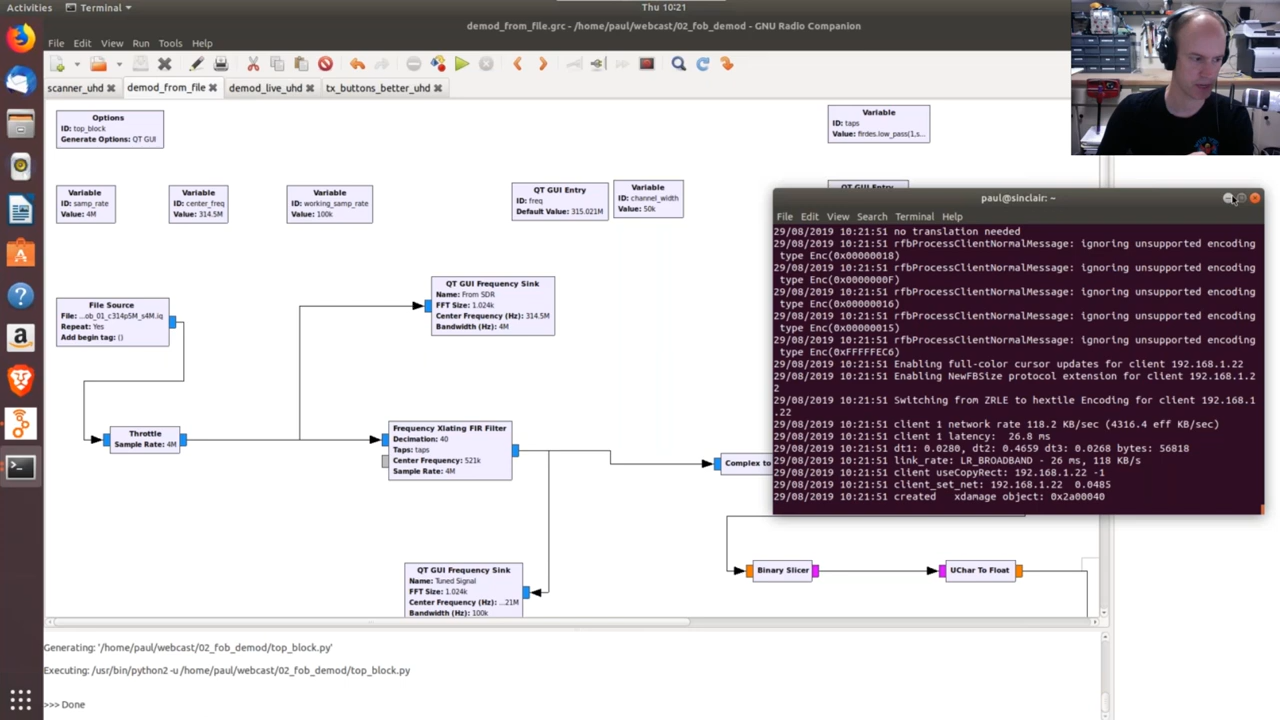 Activities
Terminal
Thu 10:21
demod_from_file.grc - /home/paul/webcast/02_fob_demod - GNU Radio Companion
File Edit View Run Tools Help
scanner_uhd
demod_from_file
demod_live_uhd
tx_buttons_better_uhd
Options
ID: top_block
Generate Options: QT GUI
Variable
ID: taps
Value: firdes.low_pass(1,s...
Variable
ID: samp_rate
Value: 4M
Variable
ID: center_freq
Value: 314.5M
Variable
ID: working_samp_rate
Value: 100k
QT GUI Entry
ID: freq
Default Value: 315.021M
Variable
ID: channel_width
Value: 50k
QT GUI Entry
File Source
File: ...ob_01_c314p5M_s4M.iq
Repeat: Yes
Add begin tag: ()
QT GUI Frequency Sink
Name: From SDR
FFT Size: 1.024k
Center Frequency (Hz): 314.5M
Bandwidth (Hz): 4M
Throttle
Sample Rate: 4M
Frequency Xlating FIR Filter
Decimation: 40
Taps: taps
Center Frequency: 521k
Sample Rate: 4M
Complex to
QT GUI Frequency Sink
Name: Tuned Signal
FFT Size: 1.024k
Center Frequency (Hz): ...21M
Bandwidth (Hz): 100k
Binary Slicer
UChar To Float
paul@sinclair: ~
File Edit View Search Terminal Help
29/08/2019 10:21:51 no translation needed
29/08/2019 10:21:51 rfbProcessClientNormalMessage: ignoring unsupported encoding
type Enc(0x00000018)
29/08/2019 10:21:51 rfbProcessClientNormalMessage: ignoring unsupported encoding
type Enc(0x0000000F)
29/08/2019 10:21:51 rfbProcessClientNormalMessage: ignoring unsupported encoding
type Enc(0x00000016)
29/08/2019 10:21:51 rfbProcessClientNormalMessage: ignoring unsupported encoding
type Enc(0x00000015)
29/08/2019 10:21:51 rfbProcessClientNormalMessage: ignoring unsupported encoding
type Enc(0xFFFFFEC6)
29/08/2019 10:21:51 Enabling full-color cursor updates for client 192.168.1.22
29/08/2019 10:21:51 Enabling NewFBSize protocol extension for client 192.168.1.2
2
29/08/2019 10:21:51 Switching from ZRLE to hextile Encoding for client 192.168.1
.22
29/08/2019 10:21:51 client 1 network rate 118.2 KB/sec (4316.4 eff KB/sec)
29/08/2019 10:21:51 client 1 latency: 26.8 ms
29/08/2019 10:21:51 dt1: 0.0280, dt2: 0.4659 dt3: 0.0268 bytes: 56818
29/08/2019 10:21:51 link_rate: LR_BROADBAND - 26 ms, 118 KB/s
29/08/2019 10:21:51 client useCopyRect: 192.168.1.22 -1
29/08/2019 10:21:51 client_set_net: 192.168.1.22 0.0485
29/08/2019 10:21:51 created xdamage object: 0x2a00040
Generating: '/home/paul/webcast/02_fob_demod/top_block.py'
Executing: /usr/bin/python2 -u /home/paul/webcast/02_fob_demod/top_block.py
>>> Done